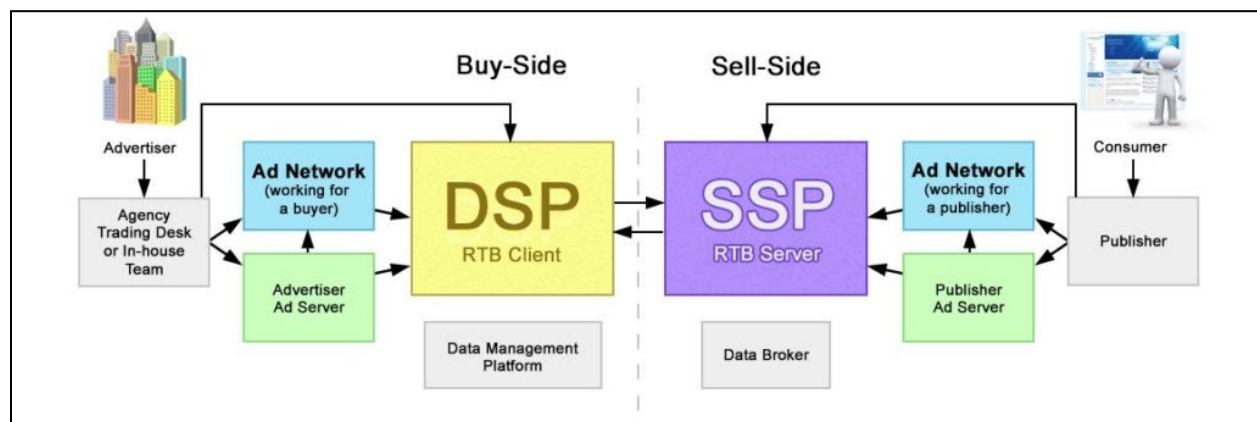 Buy-Side
Sell-Side
Advertiser
Agency
Trading Desk
or In-house
Team
Ad Network
(working for
a buyer)
Advertiser
Ad Server
DSP
RTB Client
Data Management
Platform
SSP
RTB Server
Data Broker
Ad Network
(working for
a publisher)
Publisher
Ad Server
Consumer
Publisher